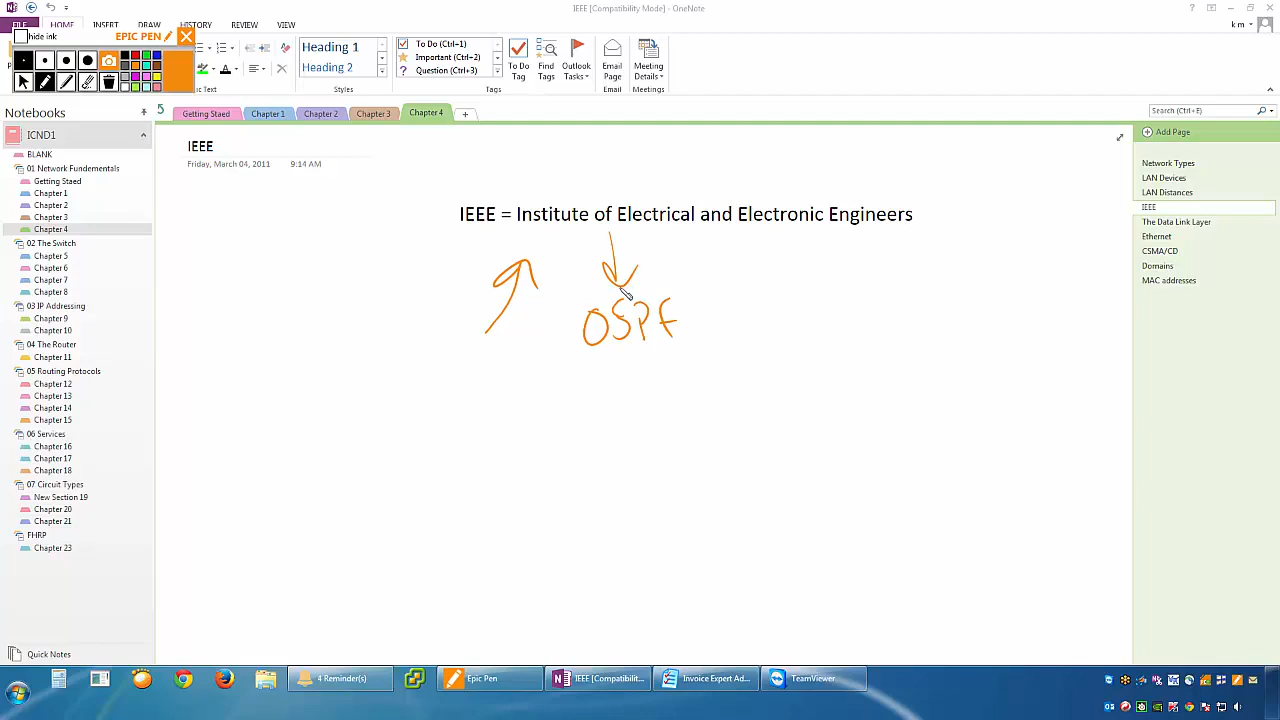 IEEE [Compatibility Mode] - OneNote
FILE HOME INSERT DRAW HISTORY REVIEW VIEW
k m
hide ink
EPIC PEN
Heading 1
Heading 2
To Do (Ctrl+1)
Important (Ctrl+2)
Question (Ctrl+3)
To Do Tag
Find Tags
Outlook Tasks
Email Page
Meeting Details
Text
Styles
Tags
Email
Meetings
Notebooks
Getting Staed
Chapter 1
Chapter 2
Chapter 3
Chapter 4
Search (Ctrl+E)
ICND1
BLANK
01 Network Fundementals
Getting Staed
Chapter 1
Chapter 2
Chapter 3
Chapter 4
02 The Switch
Chapter 5
Chapter 6
Chapter 7
Chapter 8
03 IP Addressing
Chapter 9
Chapter 10
04 The Router
Chapter 11
05 Routing Protocols
Chapter 12
Chapter 13
Chapter 14
Chapter 15
06 Services
Chapter 16
Chapter 17
Chapter 18
07 Circuit Types
New Section 19
Chapter 20
Chapter 21
FHRP
Chapter 23
Quick Notes
IEEE
Friday, March 04, 2011 9:14 AM
IEEE = Institute of Electrical and Electronic Engineers
OSPF
Add Page
Network Types
LAN Devices
LAN Distances
IEEE
The Data Link Layer
Ethernet
CSMA/CD
Domains
MAC addresses
4 Reminder(s)
Epic Pen
IEEE [Compatibilit...
Invoice Expert Ad...
TeamViewer